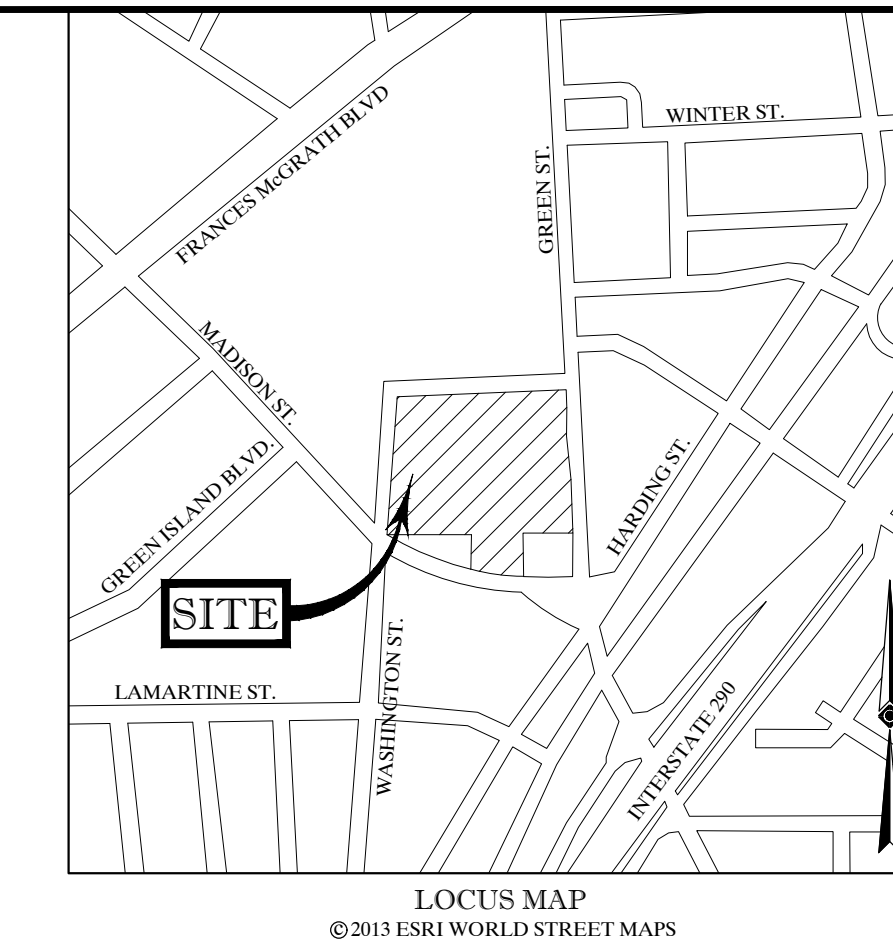 WINTER ST.
FRANCES McGRATH BLVD
GREEN ST.
MADISON ST.
GREEN ISLAND BLVD.
HARDING ST.
SITE
WASHINGTON ST.
LAMARTINE ST.
INTERSTATE 290
LOCUS MAP
©2013 ESRI WORLD STREET MAPS